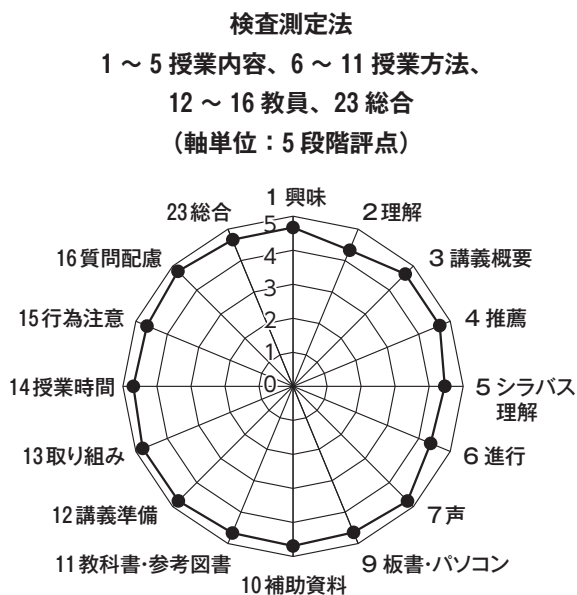 検査測定法
1 ～ 5 授業内容、6 ～ 11 授業方法、
12 ～ 16 教員、23 総合
（軸単位：5 段階評点）
1 興味
2 理解
3 講義概要
4 推薦
5 シラバス
理解
6 進行
7 声
9 板書･パソコン
10 補助資料
11 教科書･参考図書
12 講義準備
13 取り組み
14 授業時間
15 行為注意
16 質問配慮
23 総合
5
4
3
2
1
0